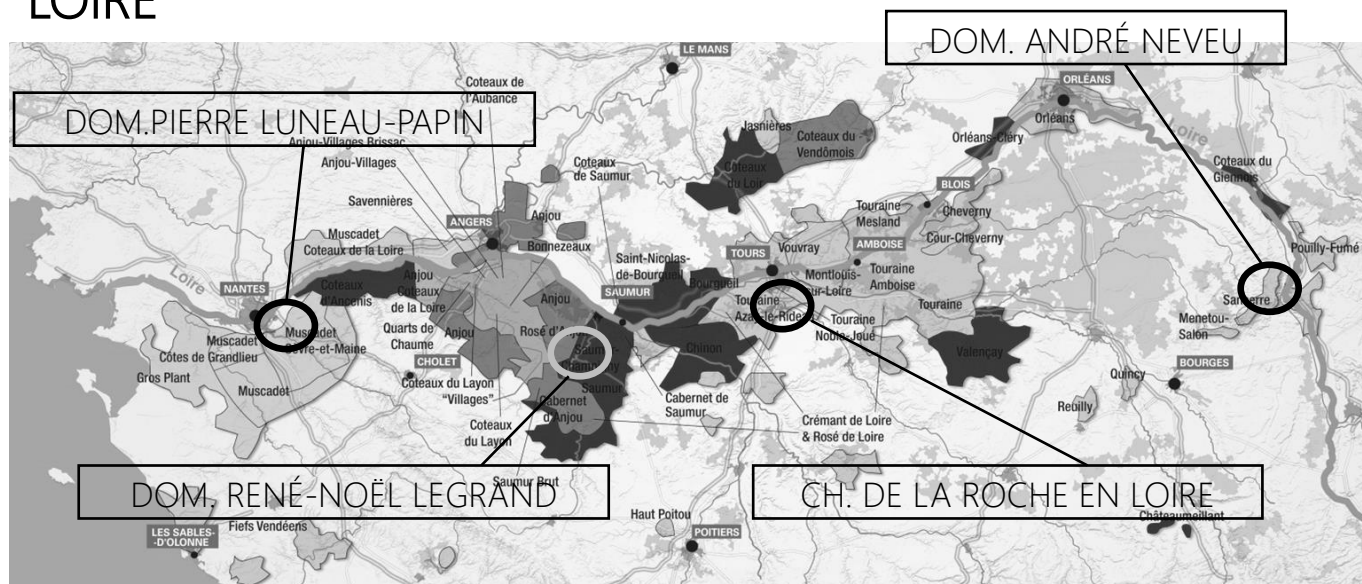 LOIRE
DOM. ANDRÉ NEVEU
LE MANS
ORLÉANS
Coteaux de
l'Aubance
DOM.PIERRE LUNEAU-PAPIN
Orléans
Loire
Jasnières
Coteaux du
Vendômois
Orléans-Cléry
Anjou-Villages Brissac
Anjou-Villages
Coteaux
de Saumur
Coteaux
du Loir
Coteaux du
Giennois
BLOIS
Savennières
Touraine
Mesland
Cheverny
ANGERS
Anjou
Muscadet
Coteaux de la Loire
Bonnezeaux
Cour-Cheverny
Pouilly-Fumé
TOURS
Vouvray
AMBOISE
Saint-Nicolas-
de-Bourgueil
Loire
NANTES
Coteaux
d'Ancenis
Anjou
Coteaux
de la Loire
Bourgueil
Montlouis-
sur-Loire
Touraine
Amboise
SAUMUR
Anjou
Touraine
Azay-le-Rideau
Touraine
Sancerre
Menetou-
Salon
Muscadet
Sèvre-et-Maine
Quarts de
Chaume
Anjou
Touraine
Noble-Joué
Muscadet
Côtes de Grandlieu
Chinon
Valençay
CHOLET
Saumur
BOURGES
Gros Plant
Muscadet
Coteaux du Layon
"Villages"
Saumur
Quincy
Cabernet
d'Anjou
Cabernet de
Saumur
Reuilly
Coteaux
du Layon
Crémant de Loire
& Rosé de Loire
DOM. RENÉ-NOËL LEGRAND
Saumur Brut
CH. DE LA ROCHE EN LOIRE
Châteaumeillant
Haut Poitou
LES SABLES-
-D'OLONNE
Fiefs Vendéens
POITIERS